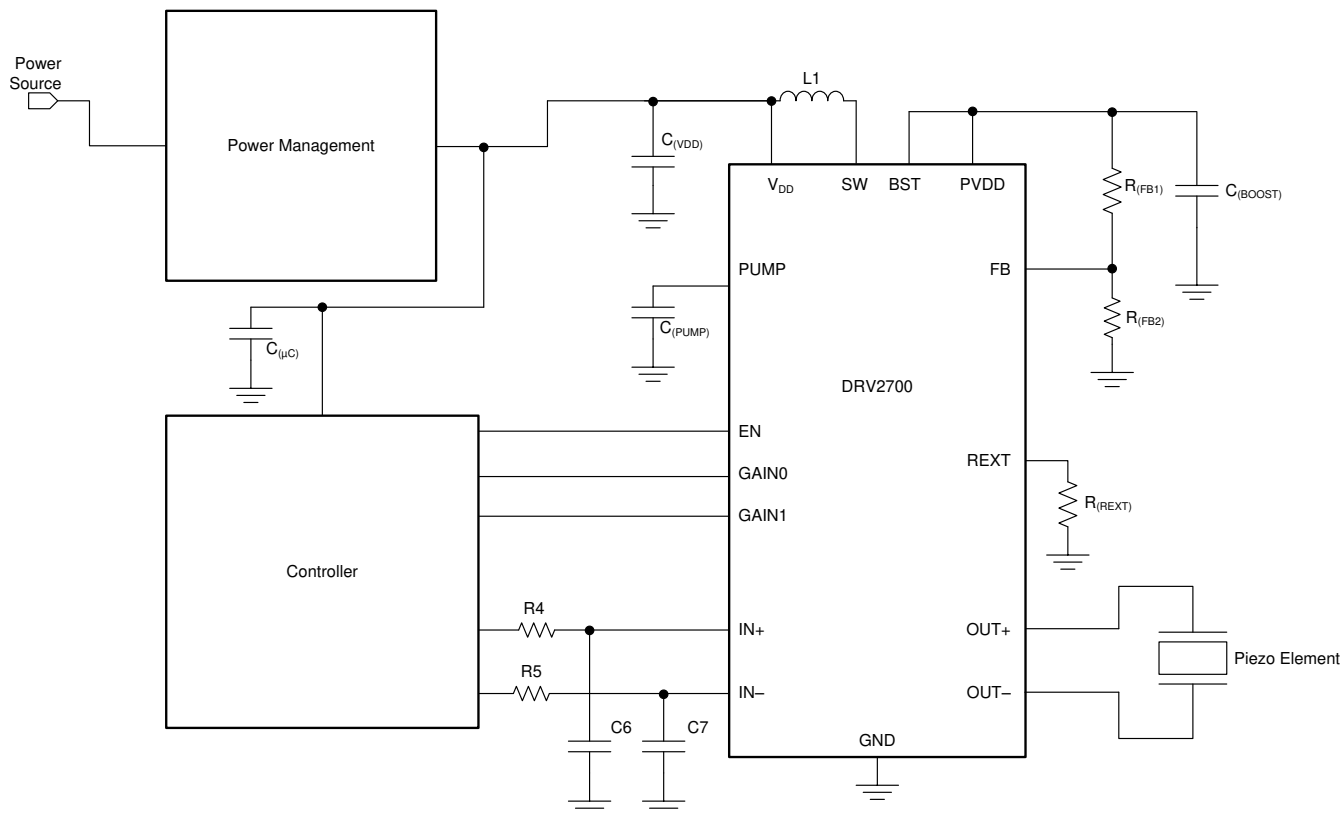 Power
Source
Power Management
L1
C(VDD)
VDD
SW
BST
PVDD
R(FB1)
C(BOOST)
PUMP
FB
C(PUMP)
R(FB2)
C(µC)
DRV2700
EN
GAIN0
GAIN1
REXT
R(REXT)
Controller
R4
IN+
OUT+
Piezo Element
R5
IN–
OUT–
C6
C7
GND